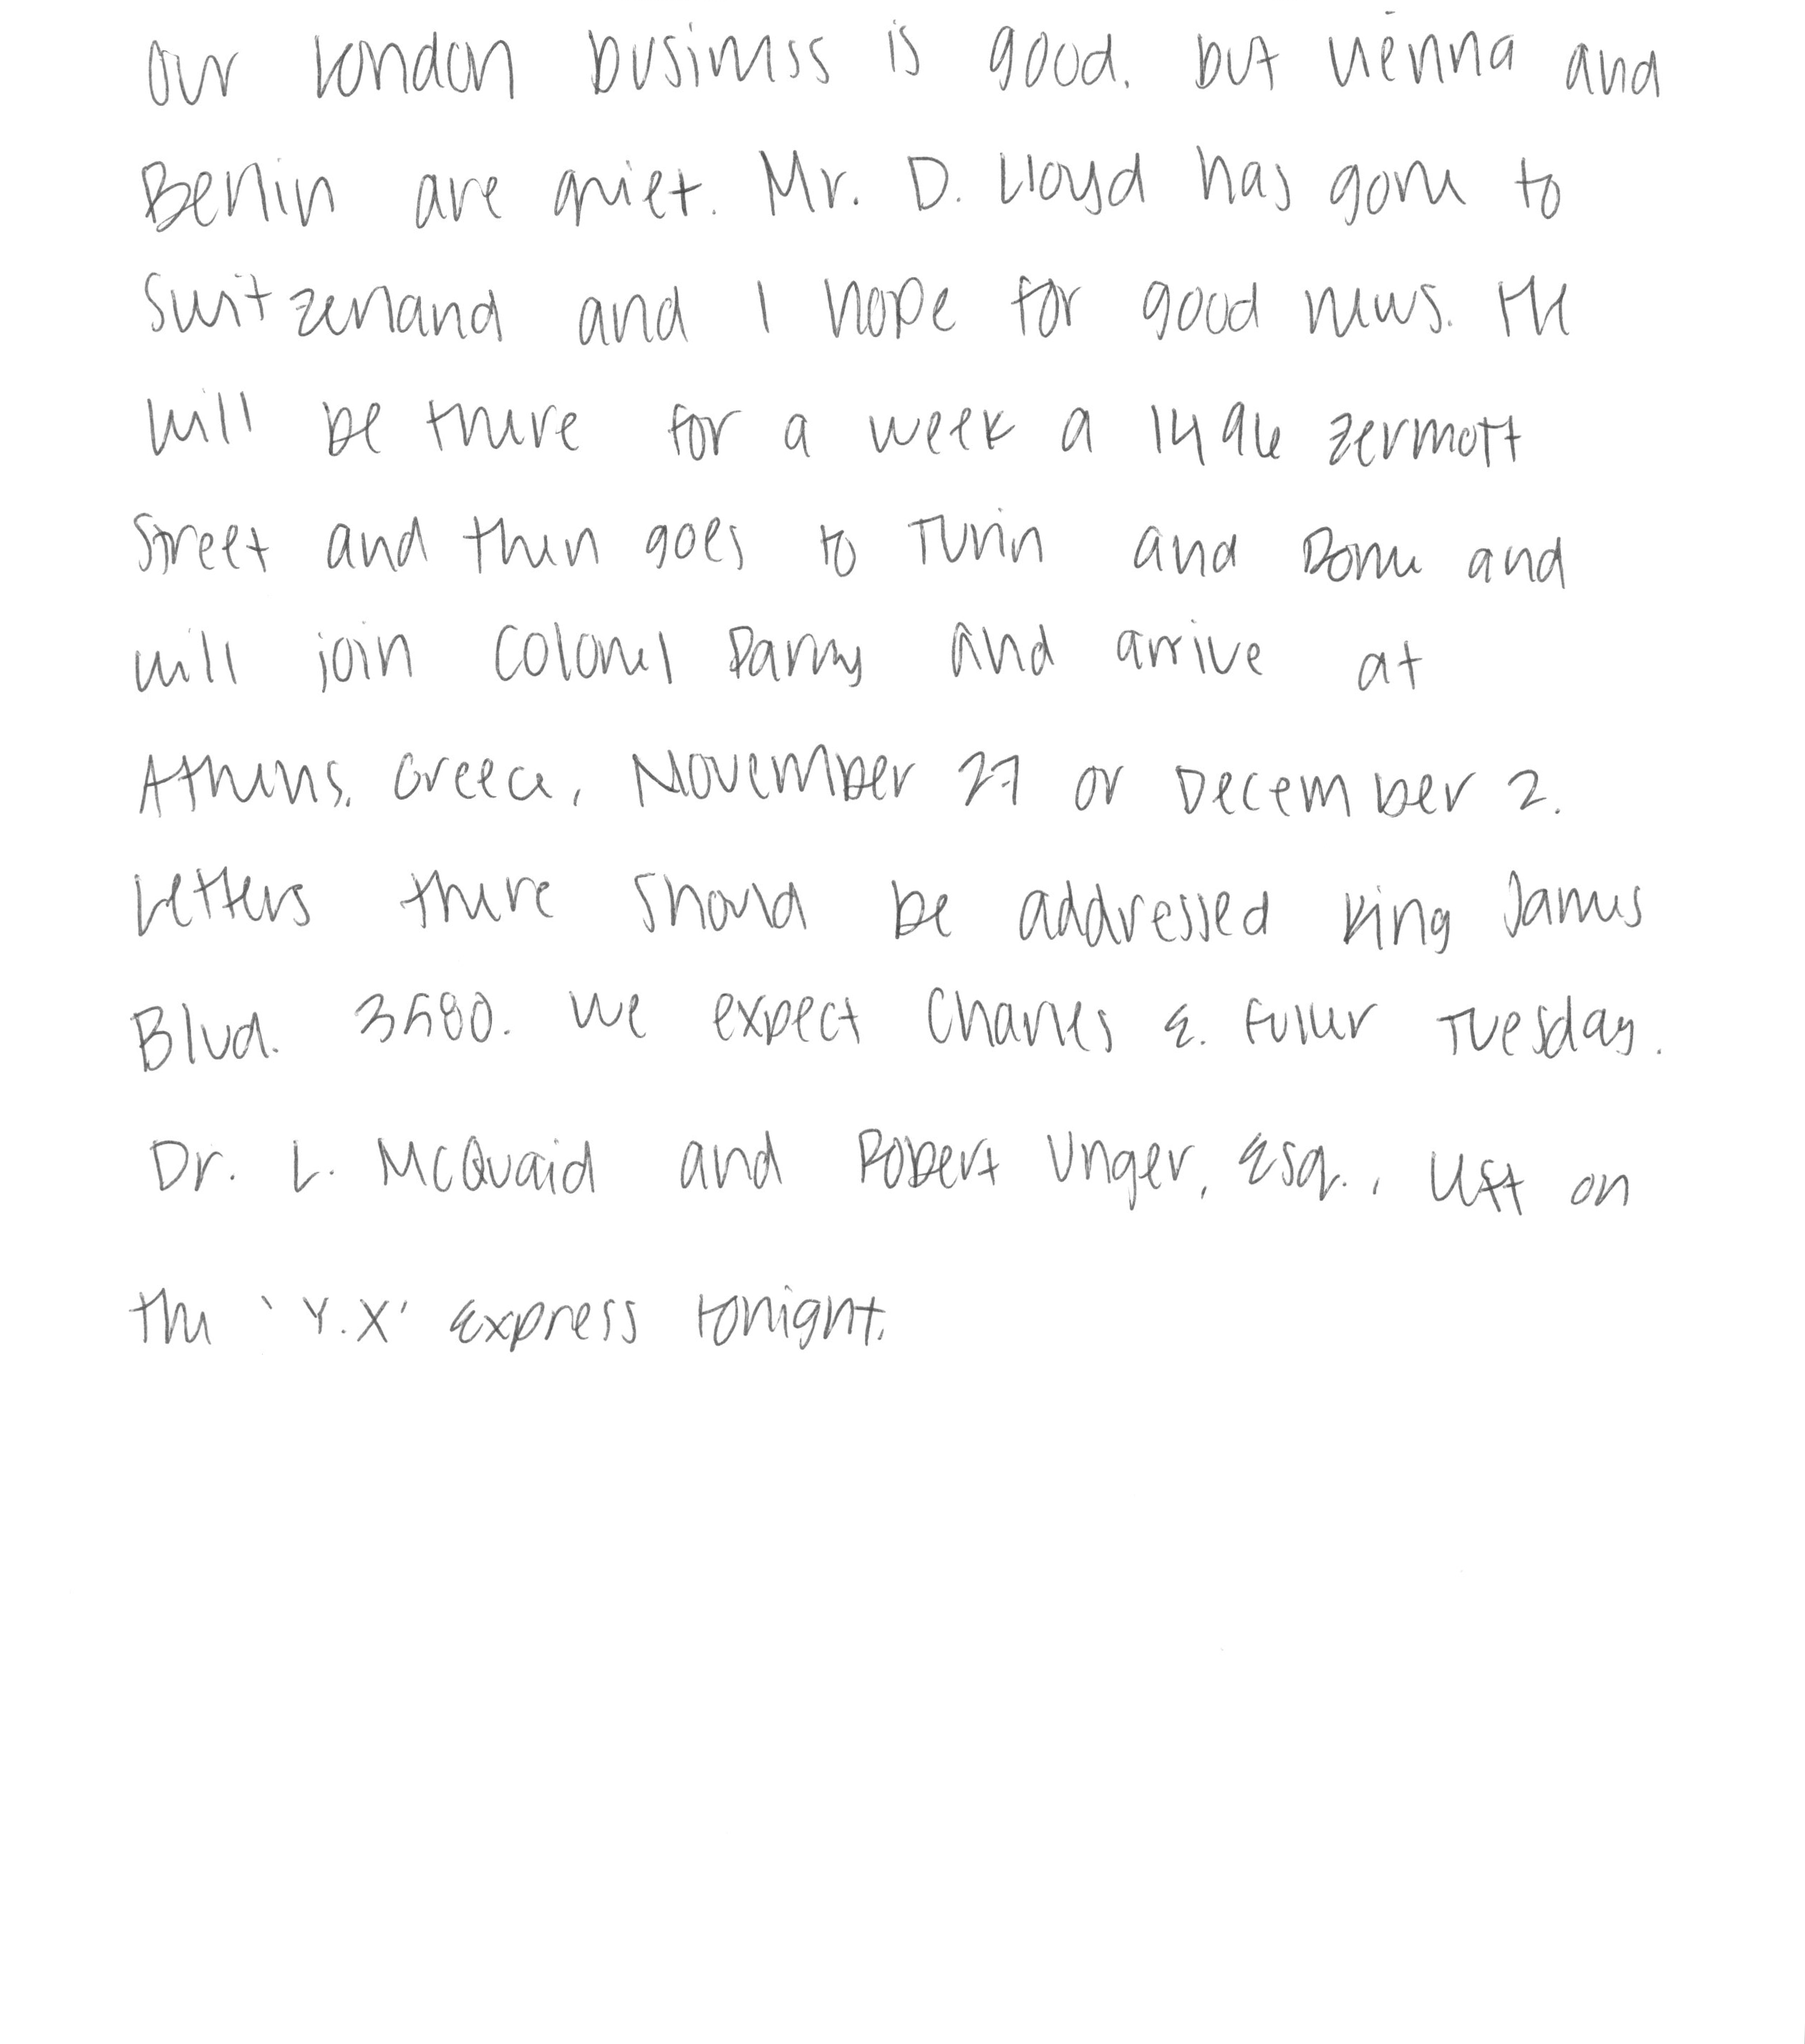 Our London business is good, but Vienna and
Berlin are quiet. Mr. D. Lloyd has gone to
Switzerland and I hope for good news. He
will be there for a week a 1496 Zermott
Street and then goes to Turin and Rome and
will join Colonel Parry and arrive at
Athens, Greece, November 27 or December 2.
Letters there should be addressed King James
Blvd. 3580. We expect Charles E. Fuller Tuesday.
Dr. L. McQuaid and Robert Unger, Esq., left on
the 'Y.X' Express tonight.